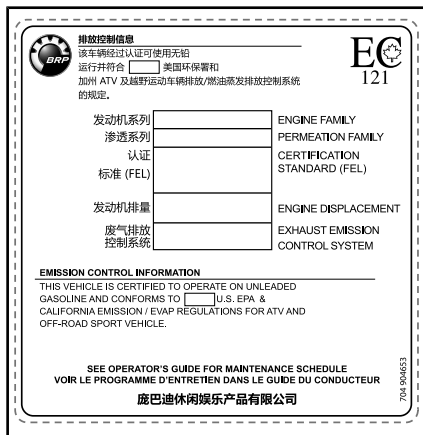 BRP
排放控制信息
该车辆经过认证可使用无铅
运行并符合 美国环保署和
加州 ATV 及越野运动车辆排放/燃油蒸发排放控制系统
的规定。
EC
121
发动机系列 ENGINE FAMILY
渗透系列 PERMEATION FAMILY
认证 CERTIFICATION
标准 (FEL) STANDARD (FEL)
发动机排量 ENGINE DISPLACEMENT
废气排放 EXHAUST EMISSION
控制系统 CONTROL SYSTEM
EMISSION CONTROL INFORMATION
THIS VEHICLE IS CERTIFIED TO OPERATE ON UNLEADED
GASOLINE AND CONFORMS TO U.S. EPA &
CALIFORNIA EMISSION / EVAP REGULATIONS FOR ATV AND
OFF-ROAD SPORT VEHICLE.
SEE OPERATOR'S GUIDE FOR MAINTENANCE SCHEDULE
VOIR LE PROGRAMME D'ENTRETIEN DANS LE GUIDE DU CONDUCTEUR
庞巴迪休闲娱乐产品有限公司
704 904653